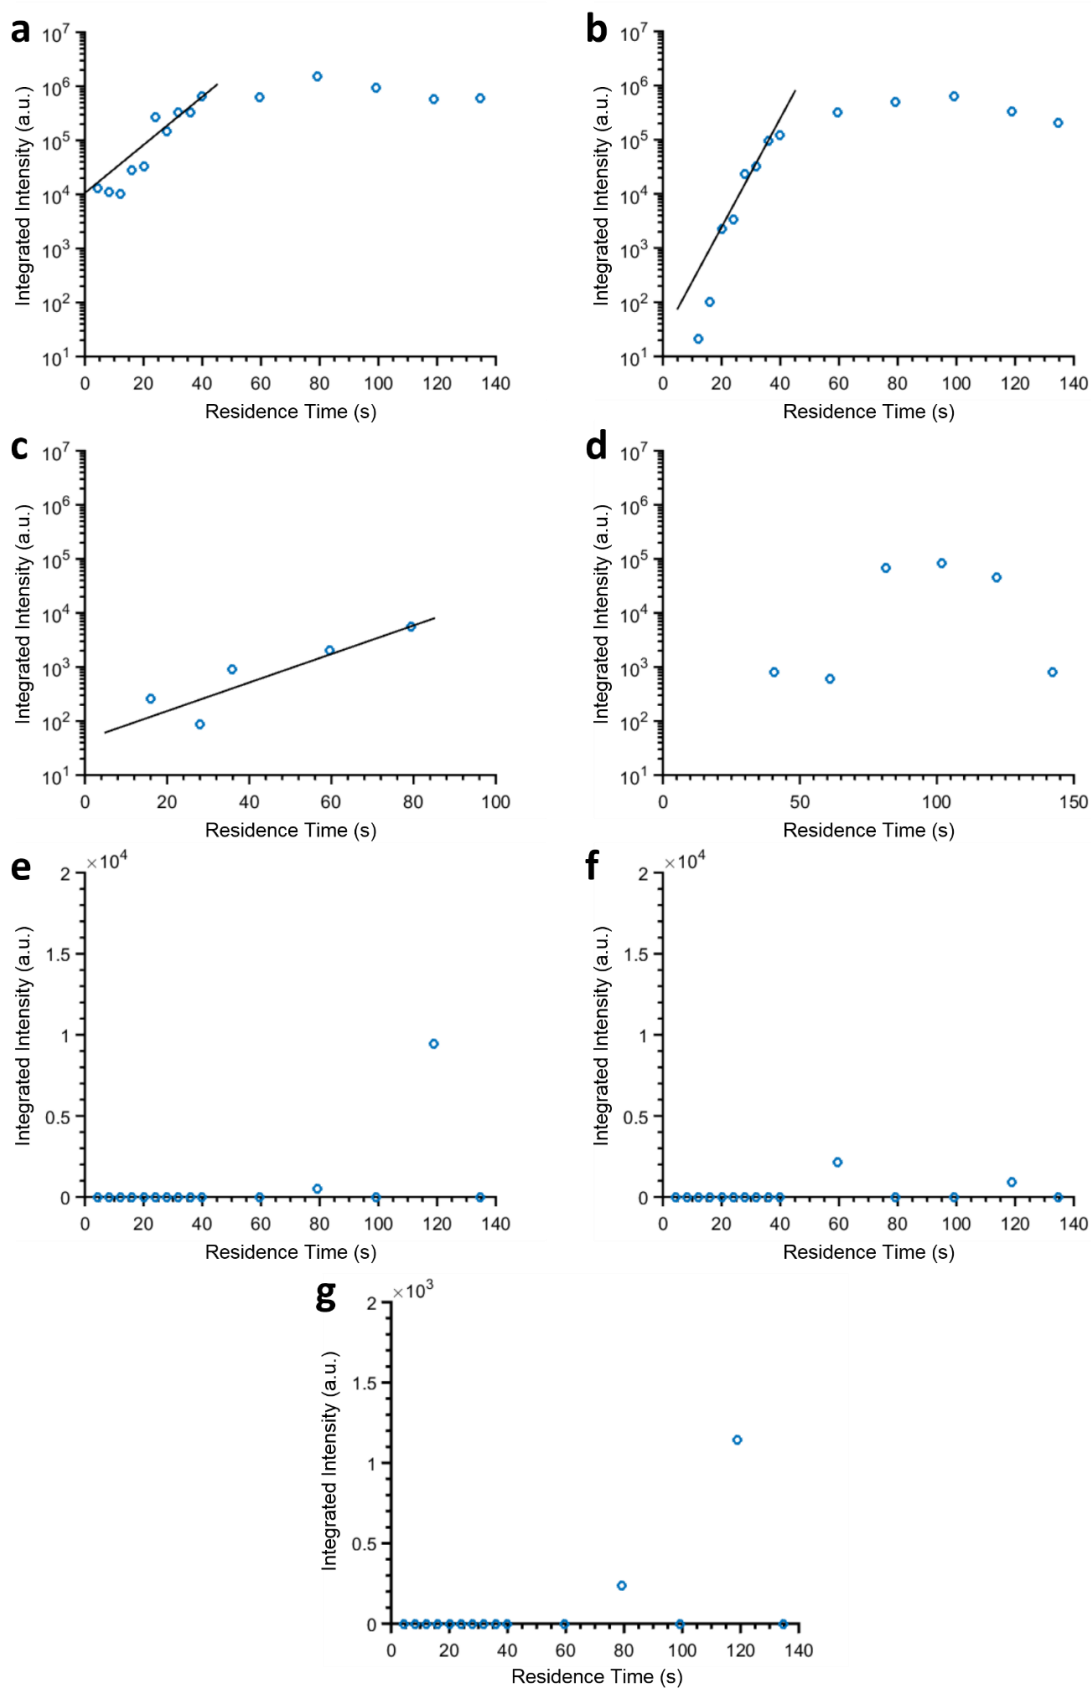 a
10^7
10^6
10^5
10^4
10^3
10^2
10^1
Integrated Intensity (a.u.)
0 20 40 60 80 100 120 140
Residence Time (s)
b
10^7
10^6
10^5
10^4
10^3
10^2
10^1
Integrated Intensity (a.u.)
0 20 40 60 80 100 120 140
Residence Time (s)
c
10^7
10^6
10^5
10^4
10^3
10^2
10^1
Integrated Intensity (a.u.)
0 20 40 60 80 100
Residence Time (s)
d
10^7
10^6
10^5
10^4
10^3
10^2
10^1
Integrated Intensity (a.u.)
0 50 100 150
Residence Time (s)
e
×10^4
2
1.5
1
0.5
0
Integrated Intensity (a.u.)
0 20 40 60 80 100 120 140
Residence Time (s)
f
×10^4
2
1.5
1
0.5
0
Integrated Intensity (a.u.)
0 20 40 60 80 100 120 140
Residence Time (s)
g
×10^3
2
1.5
1
0.5
0
Integrated Intensity (a.u.)
0 20 40 60 80 100 120 140
Residence Time (s)